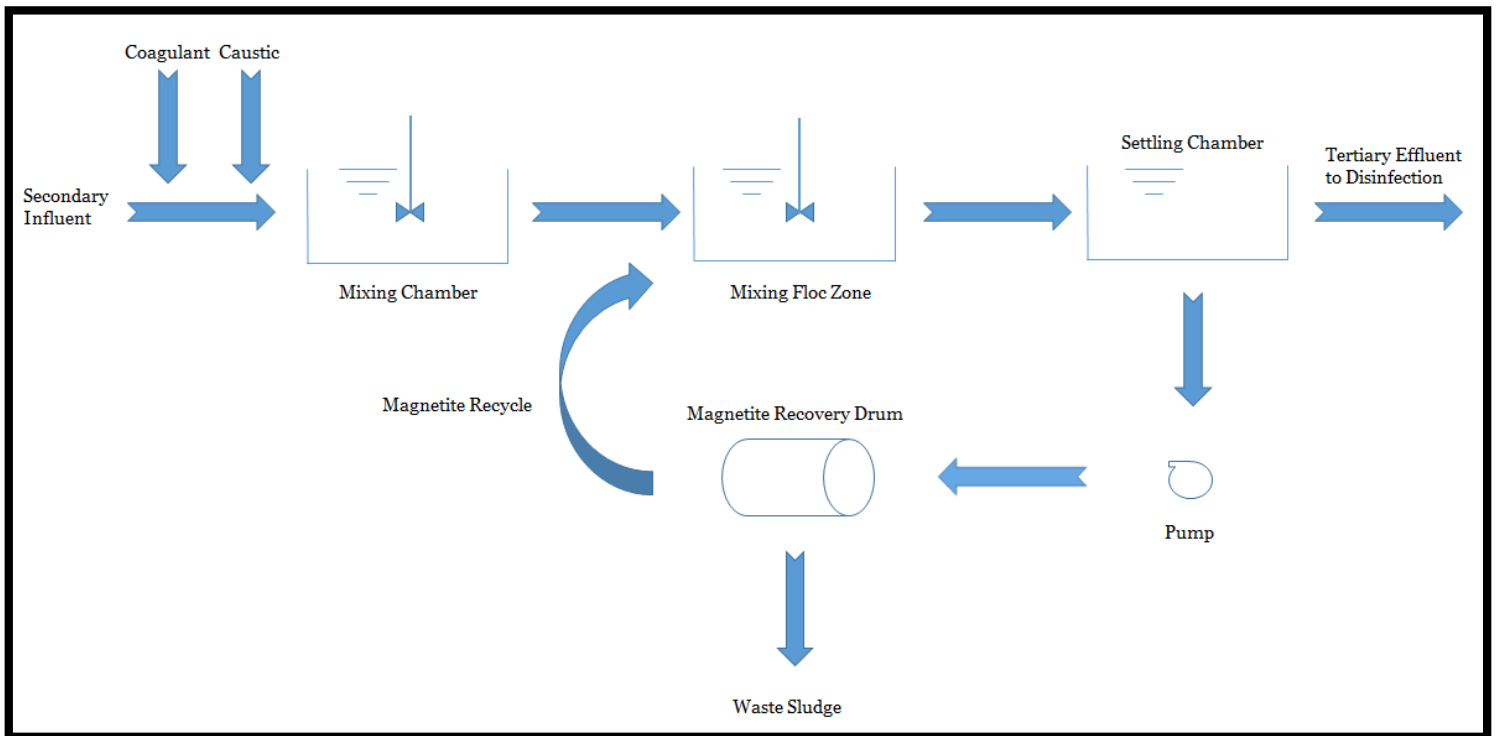 Coagulant Caustic
Secondary
Influent
Mixing Chamber
Mixing Floc Zone
Settling Chamber
Tertiary Effluent
to Disinfection
Magnetite Recycle
Magnetite Recovery Drum
Pump
Waste Sludge